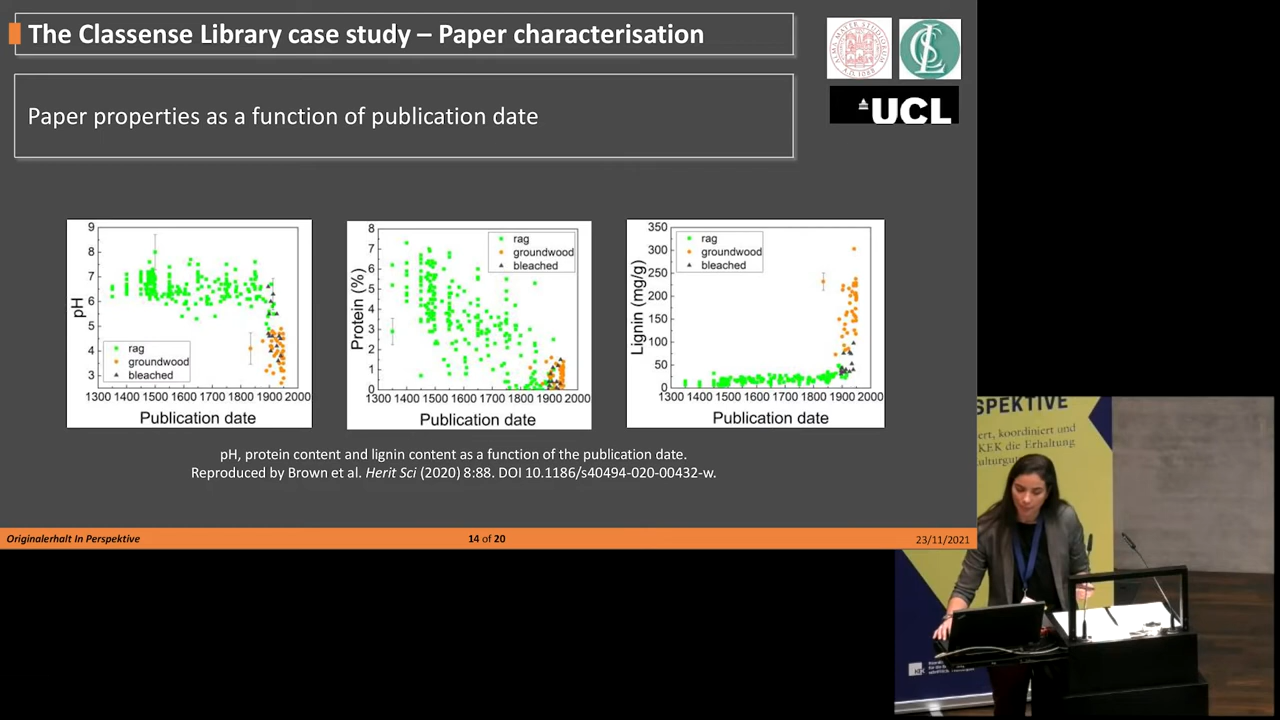 The Classense Library case study – Paper characterisation
Paper properties as a function of publication date
UCL
9
8
7
6
5
4
3
pH
rag
groundwood
bleached
1300 1400 1500 1600 1700 1800 1900 2000
Publication date
8
7
6
5
4
3
2
1
0
Protein (%)
rag
groundwood
bleached
1300 1400 1500 1600 1700 1800 1900 2000
Publication date
350
300
250
200
150
100
50
0
Lignin (mg/g)
rag
groundwood
bleached
1300 1400 1500 1600 1700 1800 1900 2000
Publication date
pH, protein content and lignin content as a function of the publication date.
Reproduced by Brown et al. Herit Sci (2020) 8:88. DOI 10.1186/s40494-020-00432-w.
Originalerhalt In Perspektive
14 of 20
23/11/2021
SPEKTIVE
ert, koordiniert und
KEK die Erhaltung
ulturgu